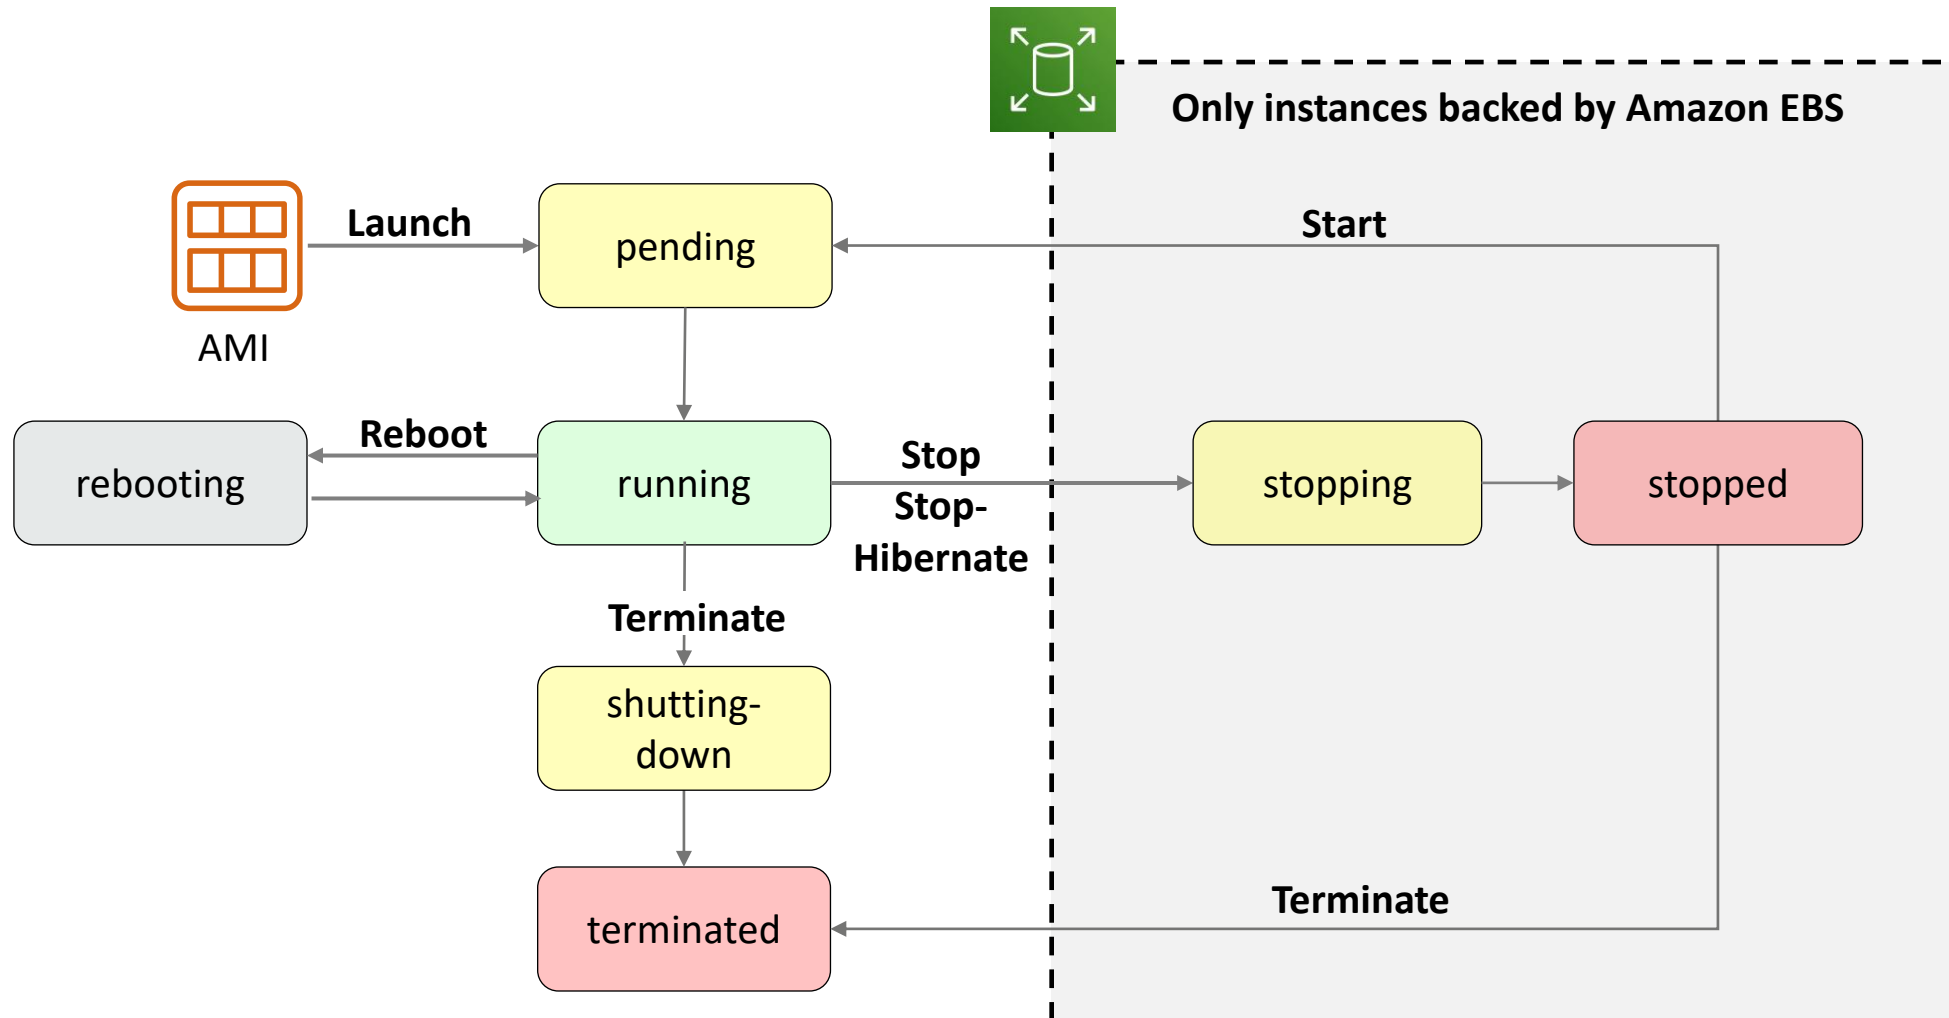 Only instances backed by Amazon EBS
Launch
pending
Start
AMI
rebooting
Reboot
running
Stop
Stop-
Hibernate
stopping
stopped
Terminate
shutting-
down
terminated
Terminate